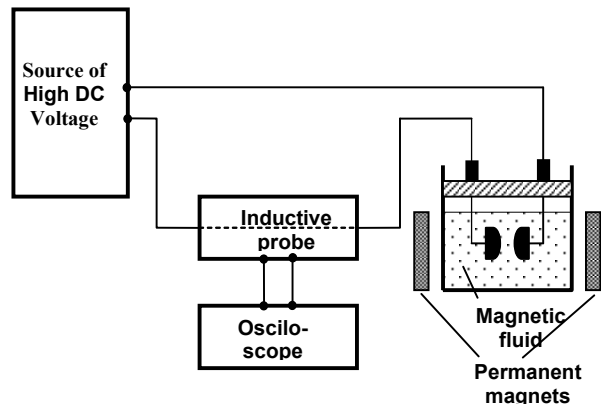 Source of
High DC
Voltage
Inductive
probe
Oscilo-
scope
Magnetic
fluid
Permanent
magnets